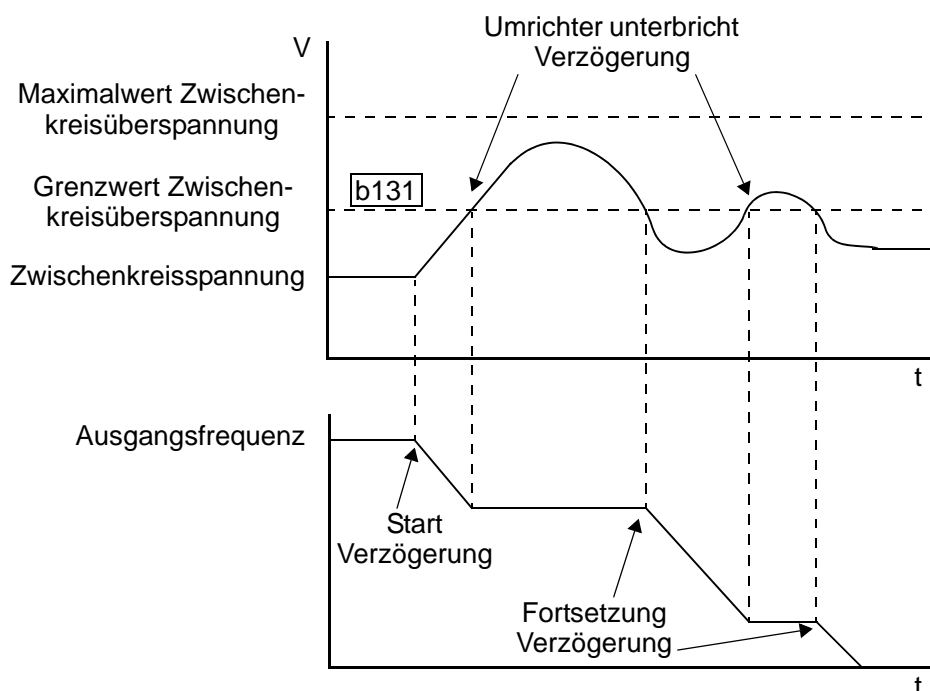 Umrichter unterbricht
Verzögerung
V
Maximalwert Zwischen-
kreisüberspannung
Grenzwert Zwischen-
kreisüberspannung
b131
Zwischenkreisspannung
t
Ausgangsfrequenz
Start
Verzögerung
Fortsetzung
Verzögerung
t